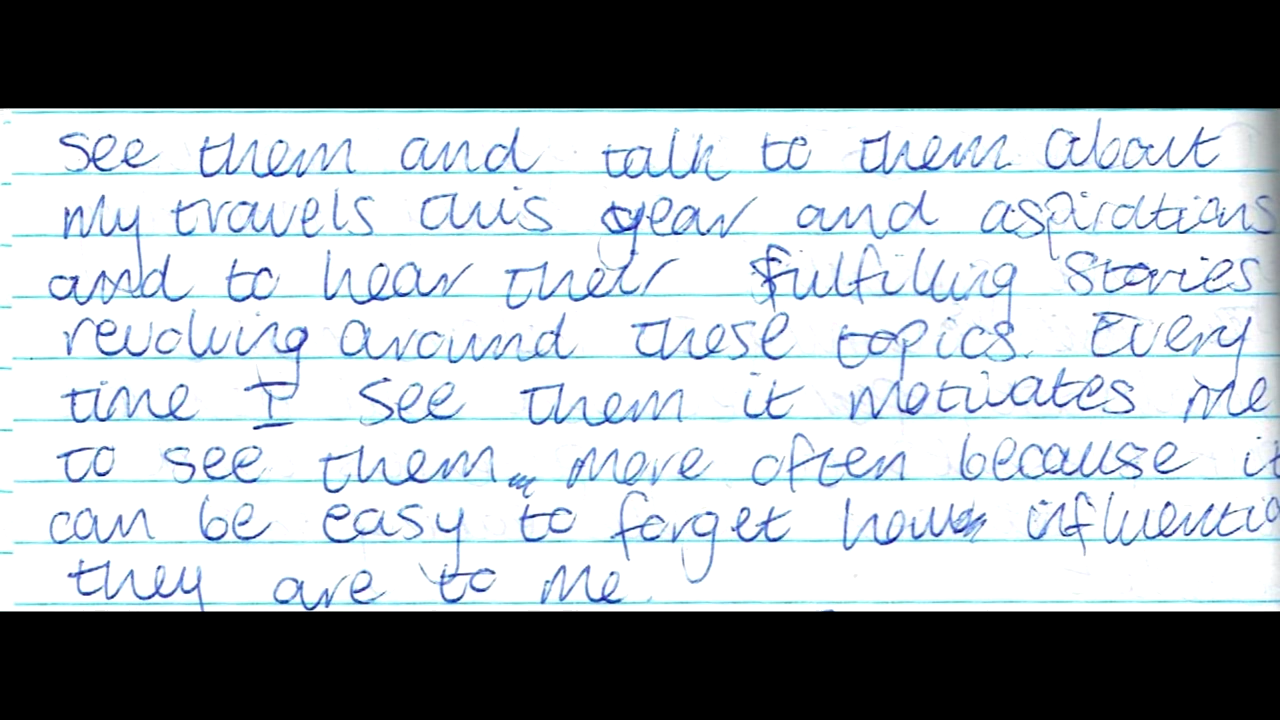 see them and talk to them about
my travels this year and aspirations
and to hear their fulfilling stories
revolving around these topics. Every
time I see them it motivates me
to see them more often because it
can be easy to forget how influentia
they are to me.